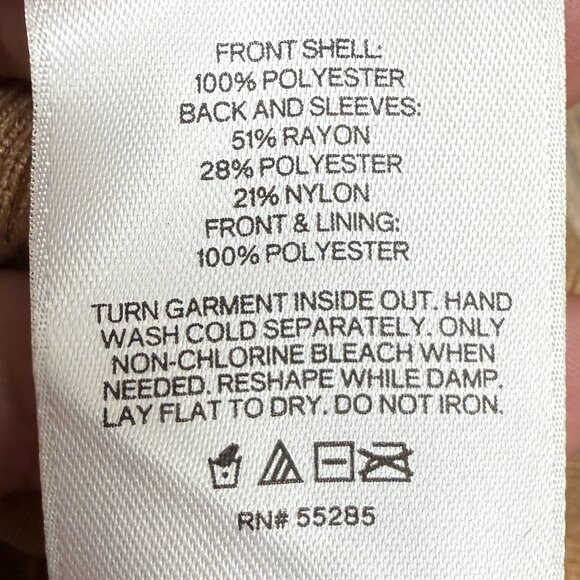 FRONT SHELL:
100% POLYESTER
BACK AND SLEEVES:
51% RAYON
28% POLYESTER
21% NYLON
FRONT & LINING:
100% POLYESTER
TURN GARMENT INSIDE OUT. HAND
WASH COLD SEPARATELY. ONLY
NON-CHLORINE BLEACH WHEN
NEEDED. RESHAPE WHILE DAMP.
LAY FLAT TO DRY. DO NOT IRON.
RN# 55285